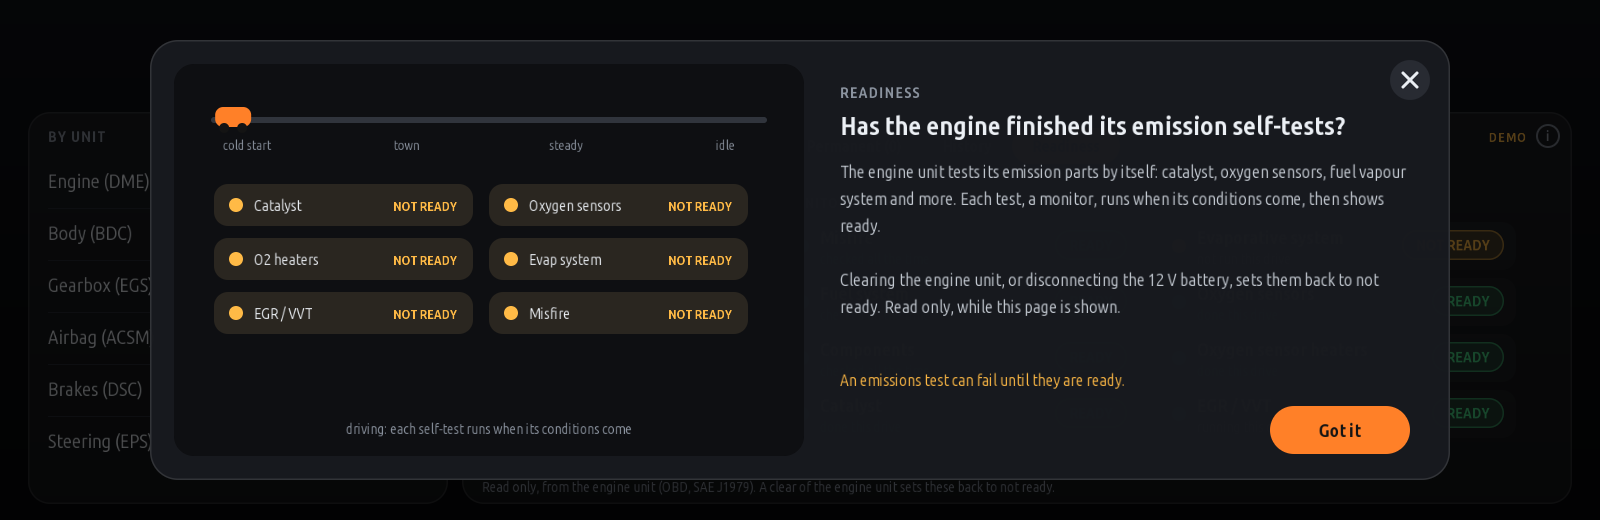 BY UNIT
Engine (DME)
Body (BDC)
Gearbox (EGS)
Airbag (ACSM
Brakes (DSC)
Steering (EPS)
cold start
town
steady
idle
Catalyst
NOT READY
Oxygen sensors
NOT READY
O2 heaters
NOT READY
Evap system
NOT READY
EGR / VVT
NOT READY
Misfire
NOT READY
driving: each self-test runs when its conditions come
READINESS
Has the engine finished its emission self-tests?
The engine unit tests its emission parts by itself: catalyst, oxygen sensors, fuel vapour
system and more. Each test, a monitor, runs when its conditions come, then shows
ready.
Clearing the engine unit, or disconnecting the 12 V battery, sets them back to not
ready. Read only, while this page is shown.
An emissions test can fail until they are ready.
Got it
DEMO
i
READY
READY
READY
READY
Read only, from the engine unit (OBD, SAE J1979). A clear of the engine unit sets these back to not ready.